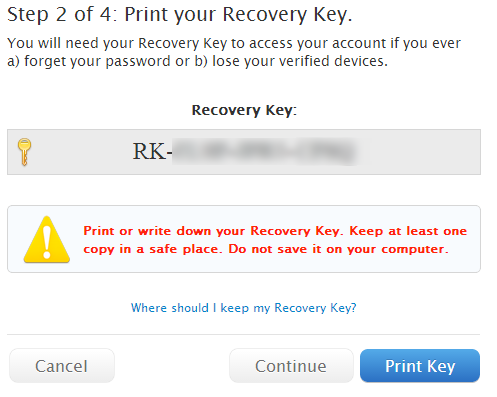 Step 2 of 4: Print your Recovery Key.
You will need your Recovery Key to access your account if you ever
a) forget your password or b) lose your verified devices.
Recovery Key:
RK-
Print or write down your Recovery Key. Keep at least one
copy in a safe place. Do not save it on your computer.
Where should I keep my Recovery Key?
Cancel
Continue
Print Key